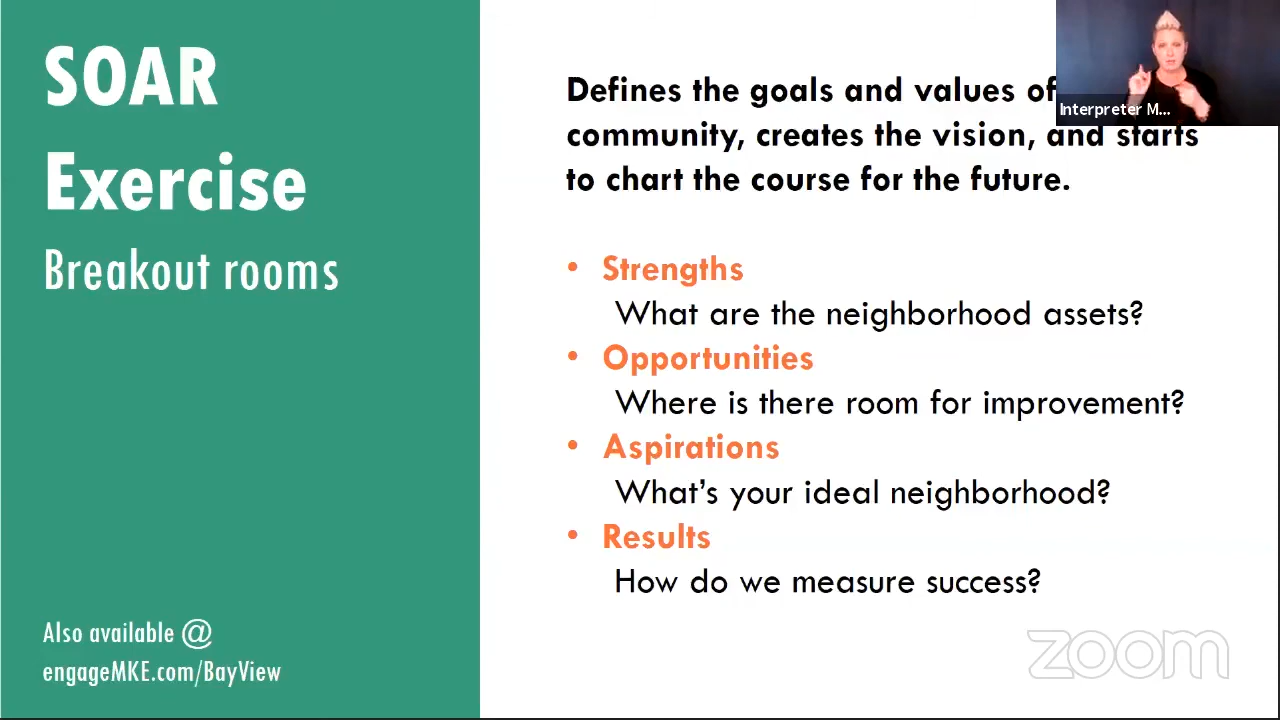 SOAR
Exercise
Breakout rooms
Also available @
engageMKE.com/BayView
Defines the goals and values of
community, creates the vision, and starts
to chart the course for the future.
• Strengths
What are the neighborhood assets?
• Opportunities
Where is there room for improvement?
• Aspirations
What's your ideal neighborhood?
• Results
How do we measure success?
Interpreter M...
zoom